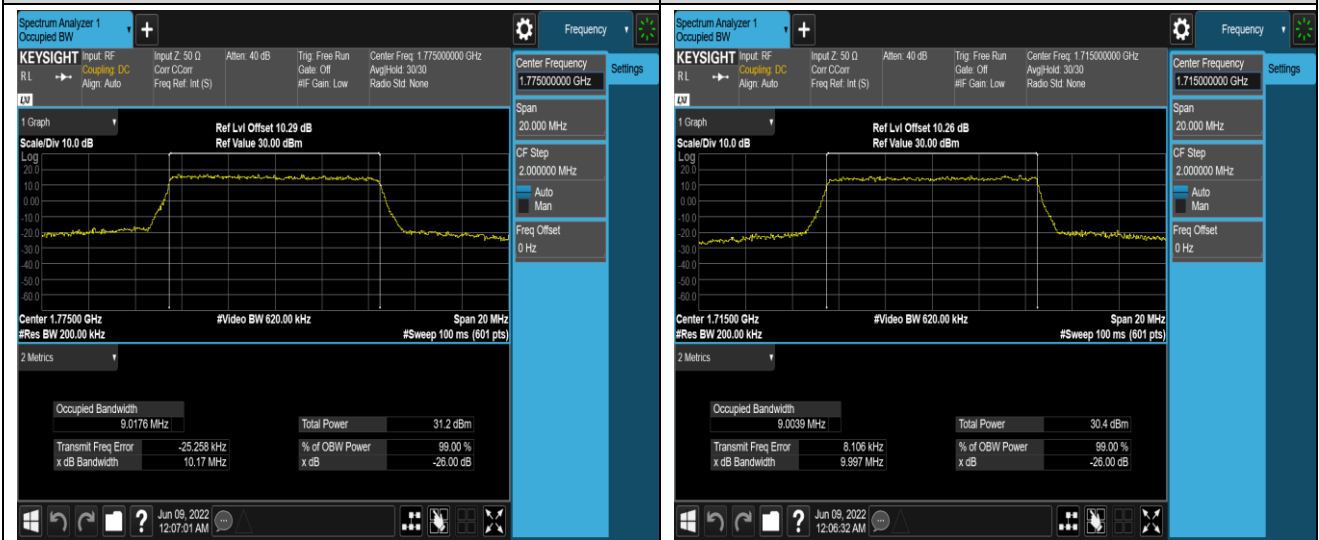 Spectrum Analyzer 1
Occupied BW
+
Frequency
KEYSIGHT Input: RF Input Z: 50 Ω Atten: 40 dB Trig: Free Run Center Freq: 1.775000000 GHz
RL Coupling: DC Corr CCorr Gate: Off Avg|Hold: 30/30
Align: Auto Freq Ref: Int (S) #IF Gain: Low Radio Std: None
LXI
Center Frequency
1.775000000 GHz
Settings
Span
20.000 MHz
CF Step
2.000000 MHz
Auto
Man
Freq Offset
0 Hz
1 Graph
Ref Lvl Offset 10.29 dB
Scale/Div 10.0 dB Ref Value 30.00 dBm
Log
20.0
10.0
0.00
-10.0
-20.0
-30.0
-40.0
-50.0
-60.0
Center 1.77500 GHz #Video BW 620.00 kHz Span 20 MHz
#Res BW 200.00 kHz #Sweep 100 ms (601 pts)
2 Metrics
Occupied Bandwidth
9.0176 MHz Total Power 31.2 dBm
Transmit Freq Error -25.258 kHz % of OBW Power 99.00 %
x dB Bandwidth 10.17 MHz x dB -26.00 dB
? Jun 09, 2022
12:07:01 AM
Spectrum Analyzer 1
Occupied BW
+
Frequency
KEYSIGHT Input: RF Input Z: 50 Ω Atten: 40 dB Trig: Free Run Center Freq: 1.715000000 GHz
RL Coupling: DC Corr CCorr Gate: Off Avg|Hold: 30/30
Align: Auto Freq Ref: Int (S) #IF Gain: Low Radio Std: None
LXI
Center Frequency
1.715000000 GHz
Settings
Span
20.000 MHz
CF Step
2.000000 MHz
Auto
Man
Freq Offset
0 Hz
1 Graph
Ref Lvl Offset 10.26 dB
Scale/Div 10.0 dB Ref Value 30.00 dBm
Log
20.0
10.0
0.00
-10.0
-20.0
-30.0
-40.0
-50.0
-60.0
Center 1.71500 GHz #Video BW 620.00 kHz Span 20 MHz
#Res BW 200.00 kHz #Sweep 100 ms (601 pts)
2 Metrics
Occupied Bandwidth
9.0039 MHz Total Power 30.4 dBm
Transmit Freq Error 8.106 kHz % of OBW Power 99.00 %
x dB Bandwidth 9.997 MHz x dB -26.00 dB
? Jun 09, 2022
12:06:32 AM